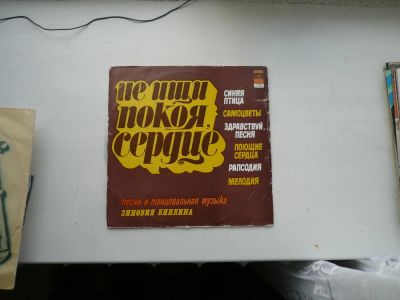 не ищи
покоя,
сердце
СИНЯЯ
ПТИЦА
САМОЦВЕТЫ
ЗДРАВСТВУЙ
ПЕСНЯ
ПОЮЩИЕ
СЕРДЦА
РАПСОДИЯ
МЕЛОДИЯ
песни и танцевальная музыка
ЗИНОВИЯ БИНКИНА